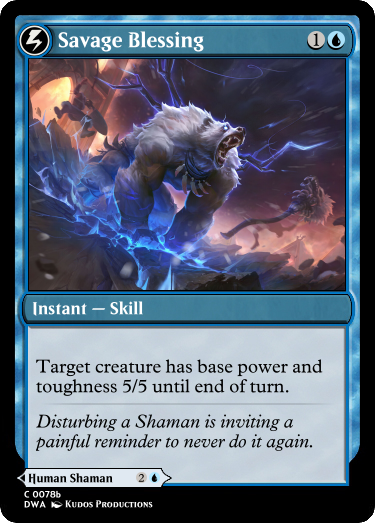 Savage Blessing 1
Instant — Skill
Target creature has base power and
toughness 5/5 until end of turn.
Disturbing a Shaman is inviting a
painful reminder to never do it again.
Human Shaman 2
C 0078b
DWA Kudos Productions